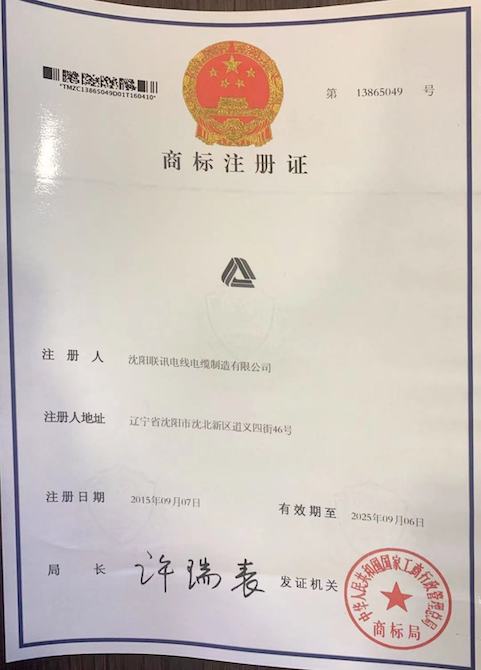 *TMZC13865049D01T160410*
第 13865049 号
商标注册证
注册人 沈阳联讯电线电缆制造有限公司
注册人地址 辽宁省沈阳市沈北新区道义四街46号
注册日期 2015年09月07日 有效期至 2025年09月06日
局长 许瑞表 发证机关
中华人民共和国国家工商行政管理总局
商标局